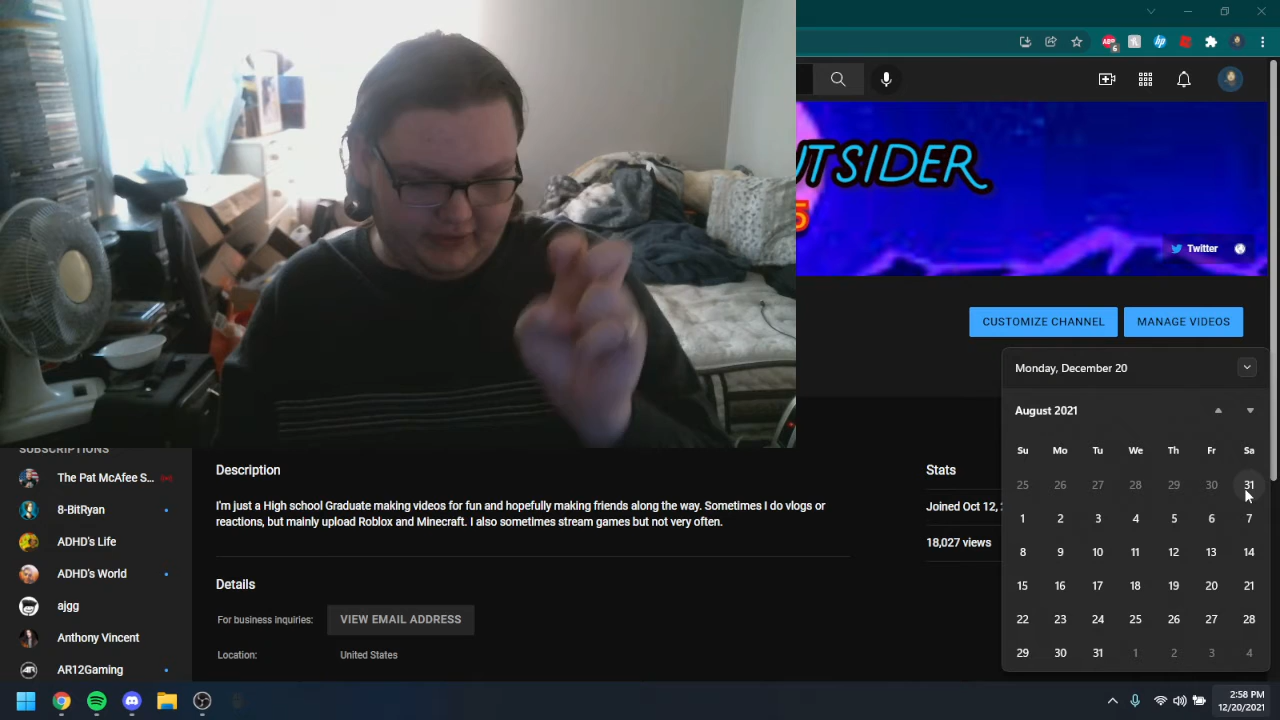 UTSIDER
5
Twitter
CUSTOMIZE CHANNEL
MANAGE VIDEOS
Monday, December 20
August 2021
Su Mo Tu We Th Fr Sa
25 26 27 28 29 30 31
1 2 3 4 5 6 7
8 9 10 11 12 13 14
15 16 17 18 19 20 21
22 23 24 25 26 27 28
29 30 31 1 2 3 4
SUBSCRIPTIONS
The Pat McAfee S...
8-BitRyan
ADHD's Life
ADHD's World
ajgg
Anthony Vincent
AR12Gaming
Description
I'm just a High school Graduate making videos for fun and hopefully making friends along the way. Sometimes I do vlogs or
reactions, but mainly upload Roblox and Minecraft. I also sometimes stream games but not very often.
Details
For business inquiries:
VIEW EMAIL ADDRESS
Location:
United States
Stats
Joined Oct 12,
18,027 views
2:58 PM
12/20/2021